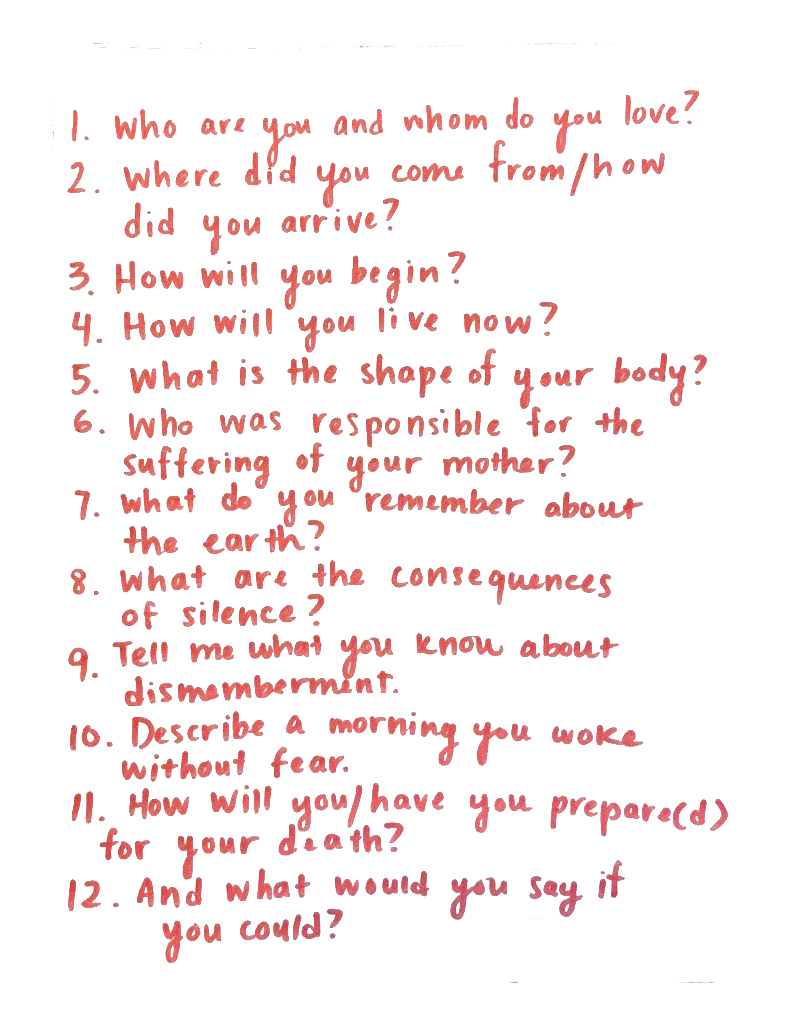 1. Who are you and whom do you love?
2. Where did you come from/how
did you arrive?
3. How will you begin?
4. How will you live now?
5. What is the shape of your body?
6. Who was responsible for the
suffering of your mother?
7. What do you remember about
the earth?
8. What are the consequences
of silence?
9. Tell me what you know about
dismemberment.
10. Describe a morning you woke
without fear.
11. How will you/have you prepare(d)
for your death?
12. And what would you say if
you could?